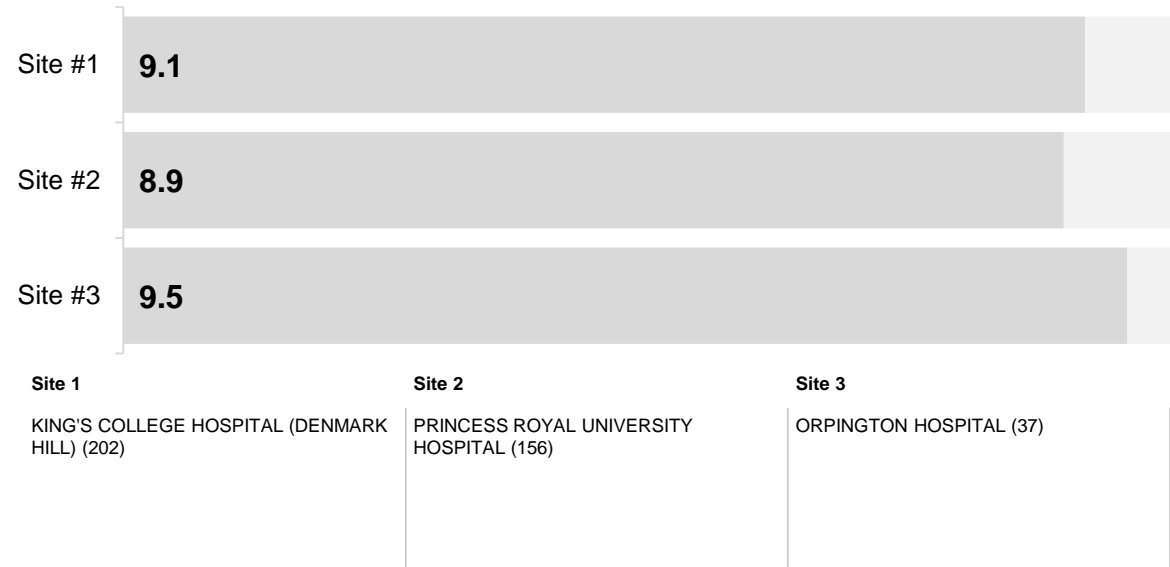 Site #1
9.1
Site #2
8.9
Site #3
9.5
Site 1
Site 2
Site 3
KING'S COLLEGE HOSPITAL (DENMARK
HILL) (202)
PRINCESS ROYAL UNIVERSITY
HOSPITAL (156)
ORPINGTON HOSPITAL (37)